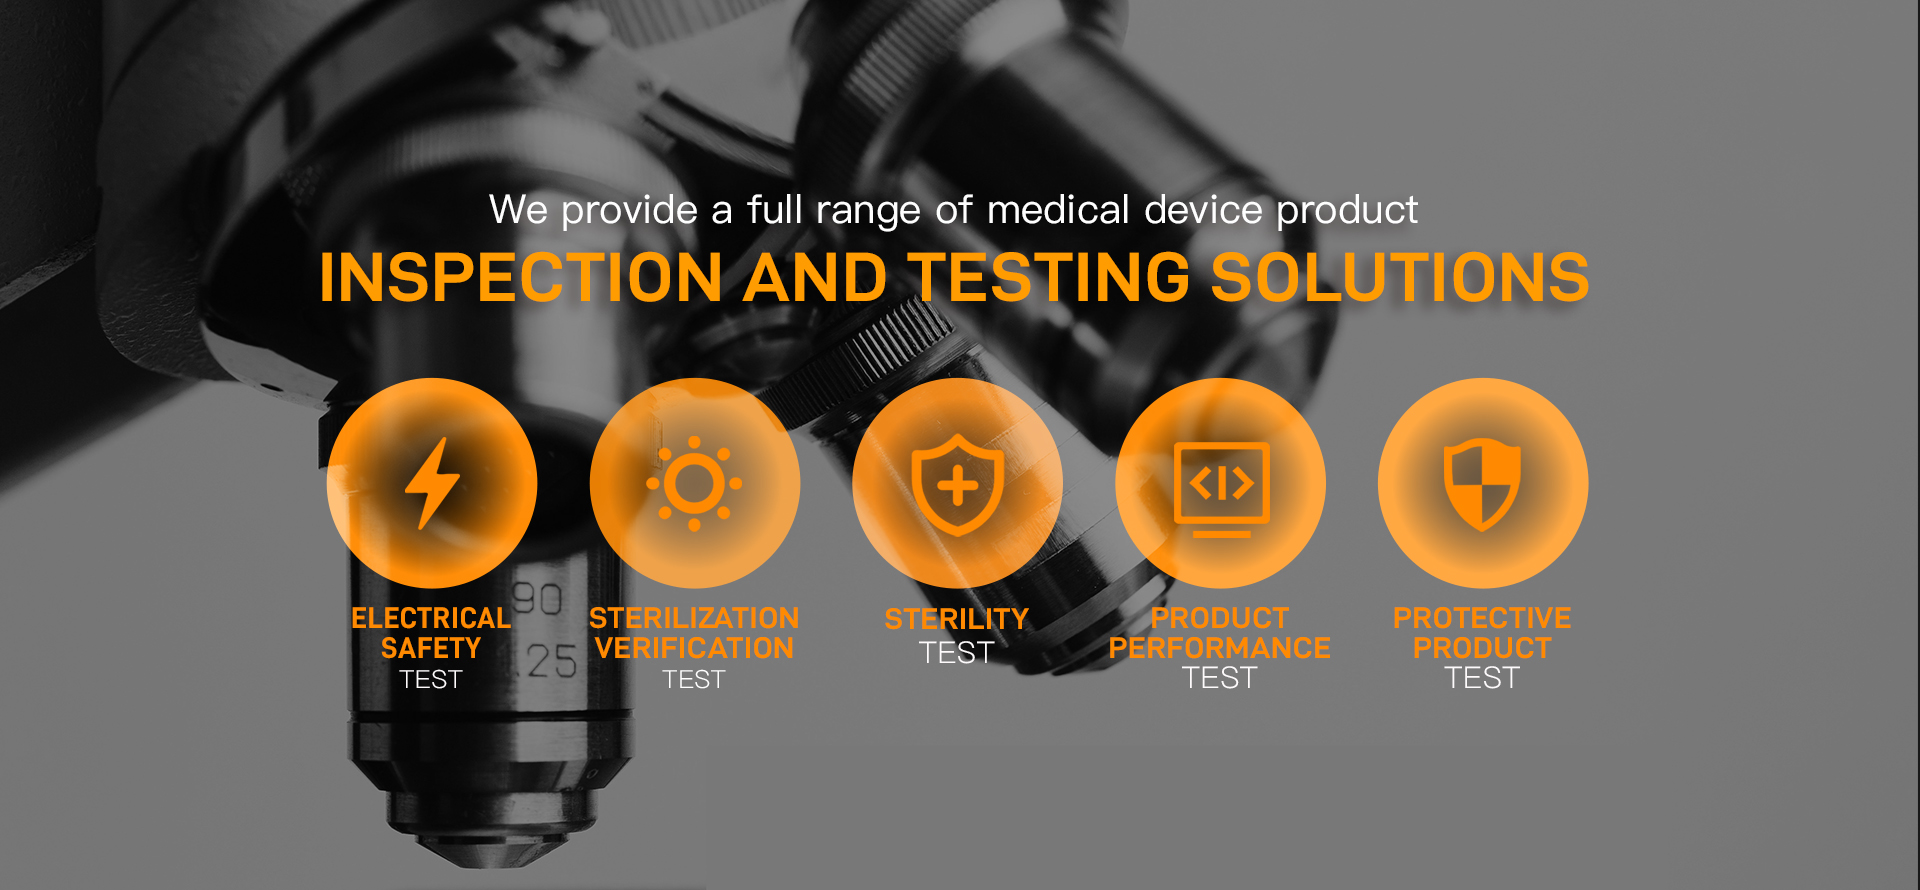 We provide a full range of medical device product
INSPECTION AND TESTING SOLUTIONS
ELECTRICAL
SAFETY
TEST
STERILIZATION
VERIFICATION
TEST
STERILITY
TEST
PRODUCT
PERFORMANCE
TEST
PROTECTIVE
PRODUCT
TEST
90
.25
0